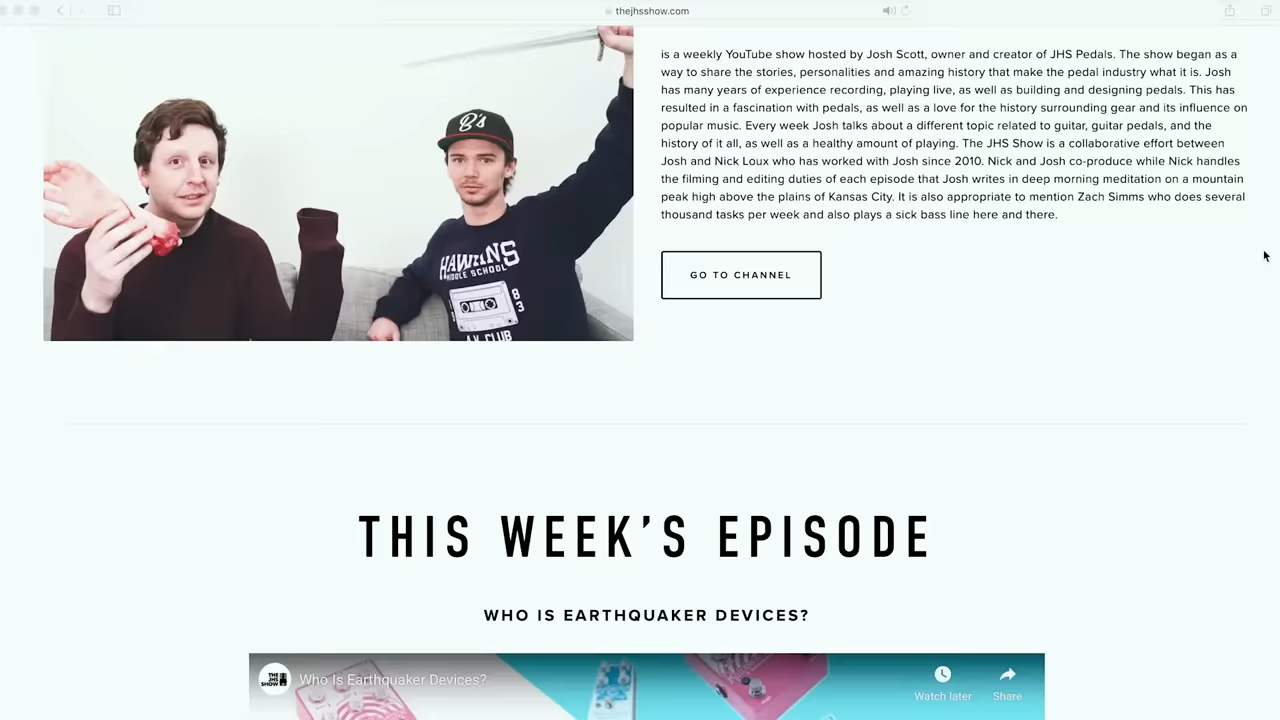 thejhsshow.com
is a weekly YouTube show hosted by Josh Scott, owner and creator of JHS Pedals. The show began as a
way to share the stories, personalities and amazing history that make the pedal industry what it is. Josh
has many years of experience recording, playing live, as well as building and designing pedals. This has
resulted in a fascination with pedals, as well as a love for the history surrounding gear and its influence on
popular music. Every week Josh talks about a different topic related to guitar, guitar pedals, and the
history of it all, as well as a healthy amount of playing. The JHS Show is a collaborative effort between
Josh and Nick Loux who has worked with Josh since 2010. Nick and Josh co-produce while Nick handles
the filming and editing duties of each episode that Josh writes in deep morning meditation on a mountain
peak high above the plains of Kansas City. It is also appropriate to mention Zach Simms who does several
thousand tasks per week and also plays a sick bass line here and there.
GO TO CHANNEL
B's
HAWKINS
MIDDLE SCHOOL
8
3
AV CLUB
THIS WEEK'S EPISODE
WHO IS EARTHQUAKER DEVICES?
THE
JHS
SHOW
Who Is Earthquaker Devices?
Watch later
Share